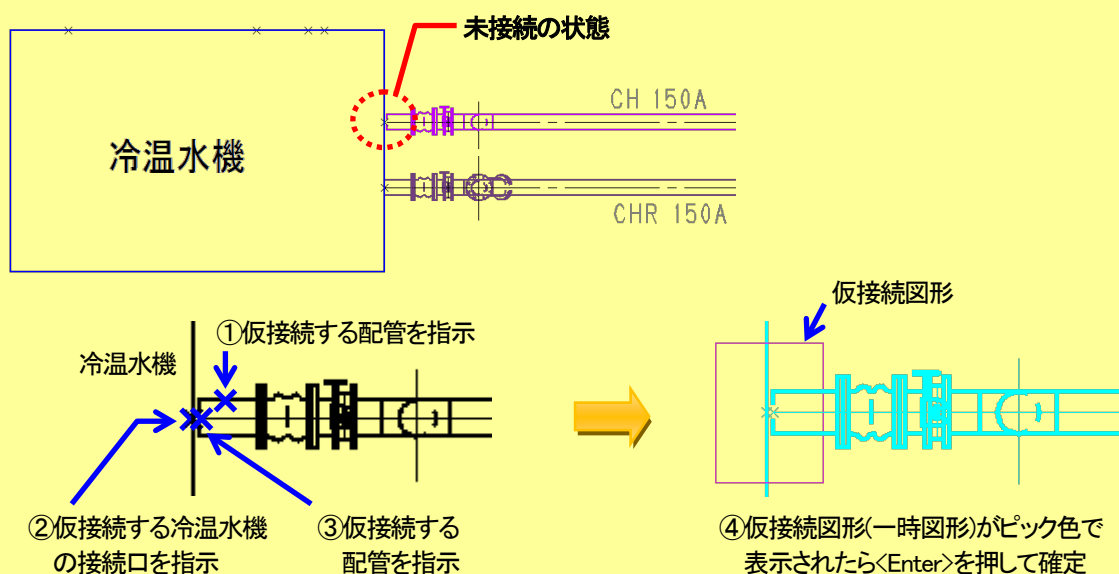 未接続の状態
CH 150A
冷温水機
CHR 150A
仮接続図形
①仮接続する配管を指示
冷温水機
②仮接続する冷温水機
の接続口を指示
③仮接続する
配管を指示
④仮接続図形(一時図形)がピック色で
表示されたら<Enter>を押して確定